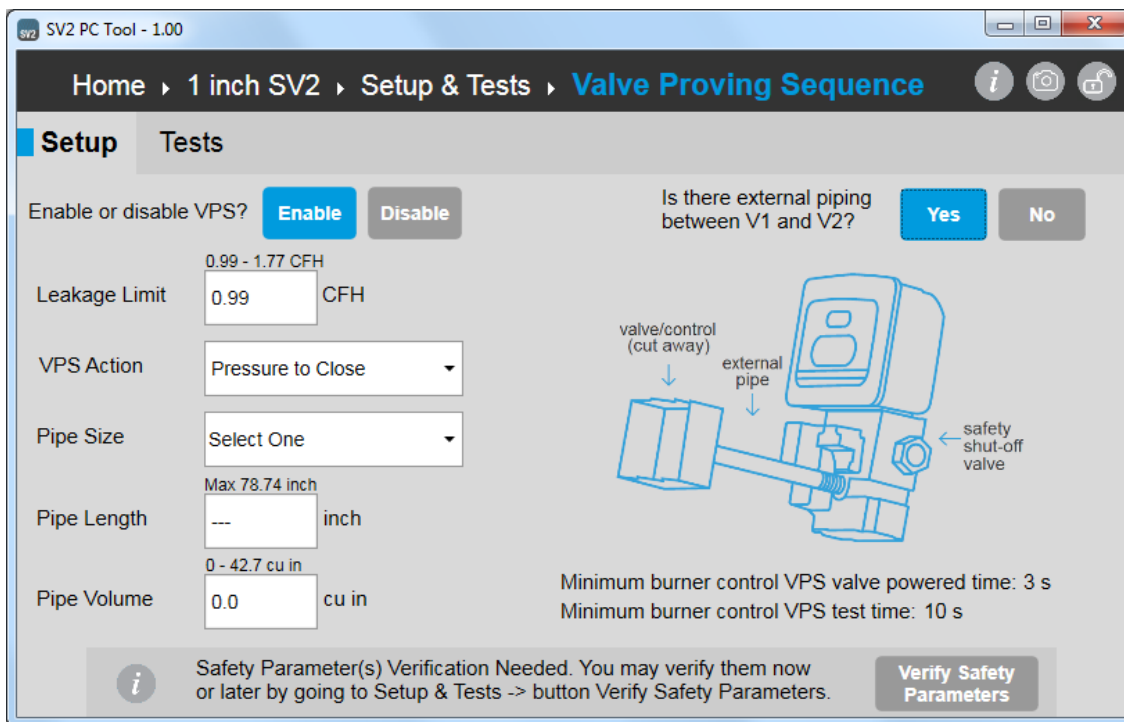 SV2 PC Tool - 1.00
Home › 1 inch SV2 › Setup & Tests › Valve Proving Sequence
Setup Tests
Enable or disable VPS? Enable Disable
Is there external piping
between V1 and V2?
Yes No
0.99 - 1.77 CFH
Leakage Limit 0.99 CFH
VPS Action Pressure to Close
Pipe Size Select One
Max 78.74 inch
Pipe Length --- inch
0 - 42.7 cu in
Pipe Volume 0.0 cu in
valve/control
(cut away)
external
pipe
safety
shut-off
valve
Minimum burner control VPS valve powered time: 3 s
Minimum burner control VPS test time: 10 s
Safety Parameter(s) Verification Needed. You may verify them now
or later by going to Setup & Tests -> button Verify Safety Parameters.
Verify Safety
Parameters